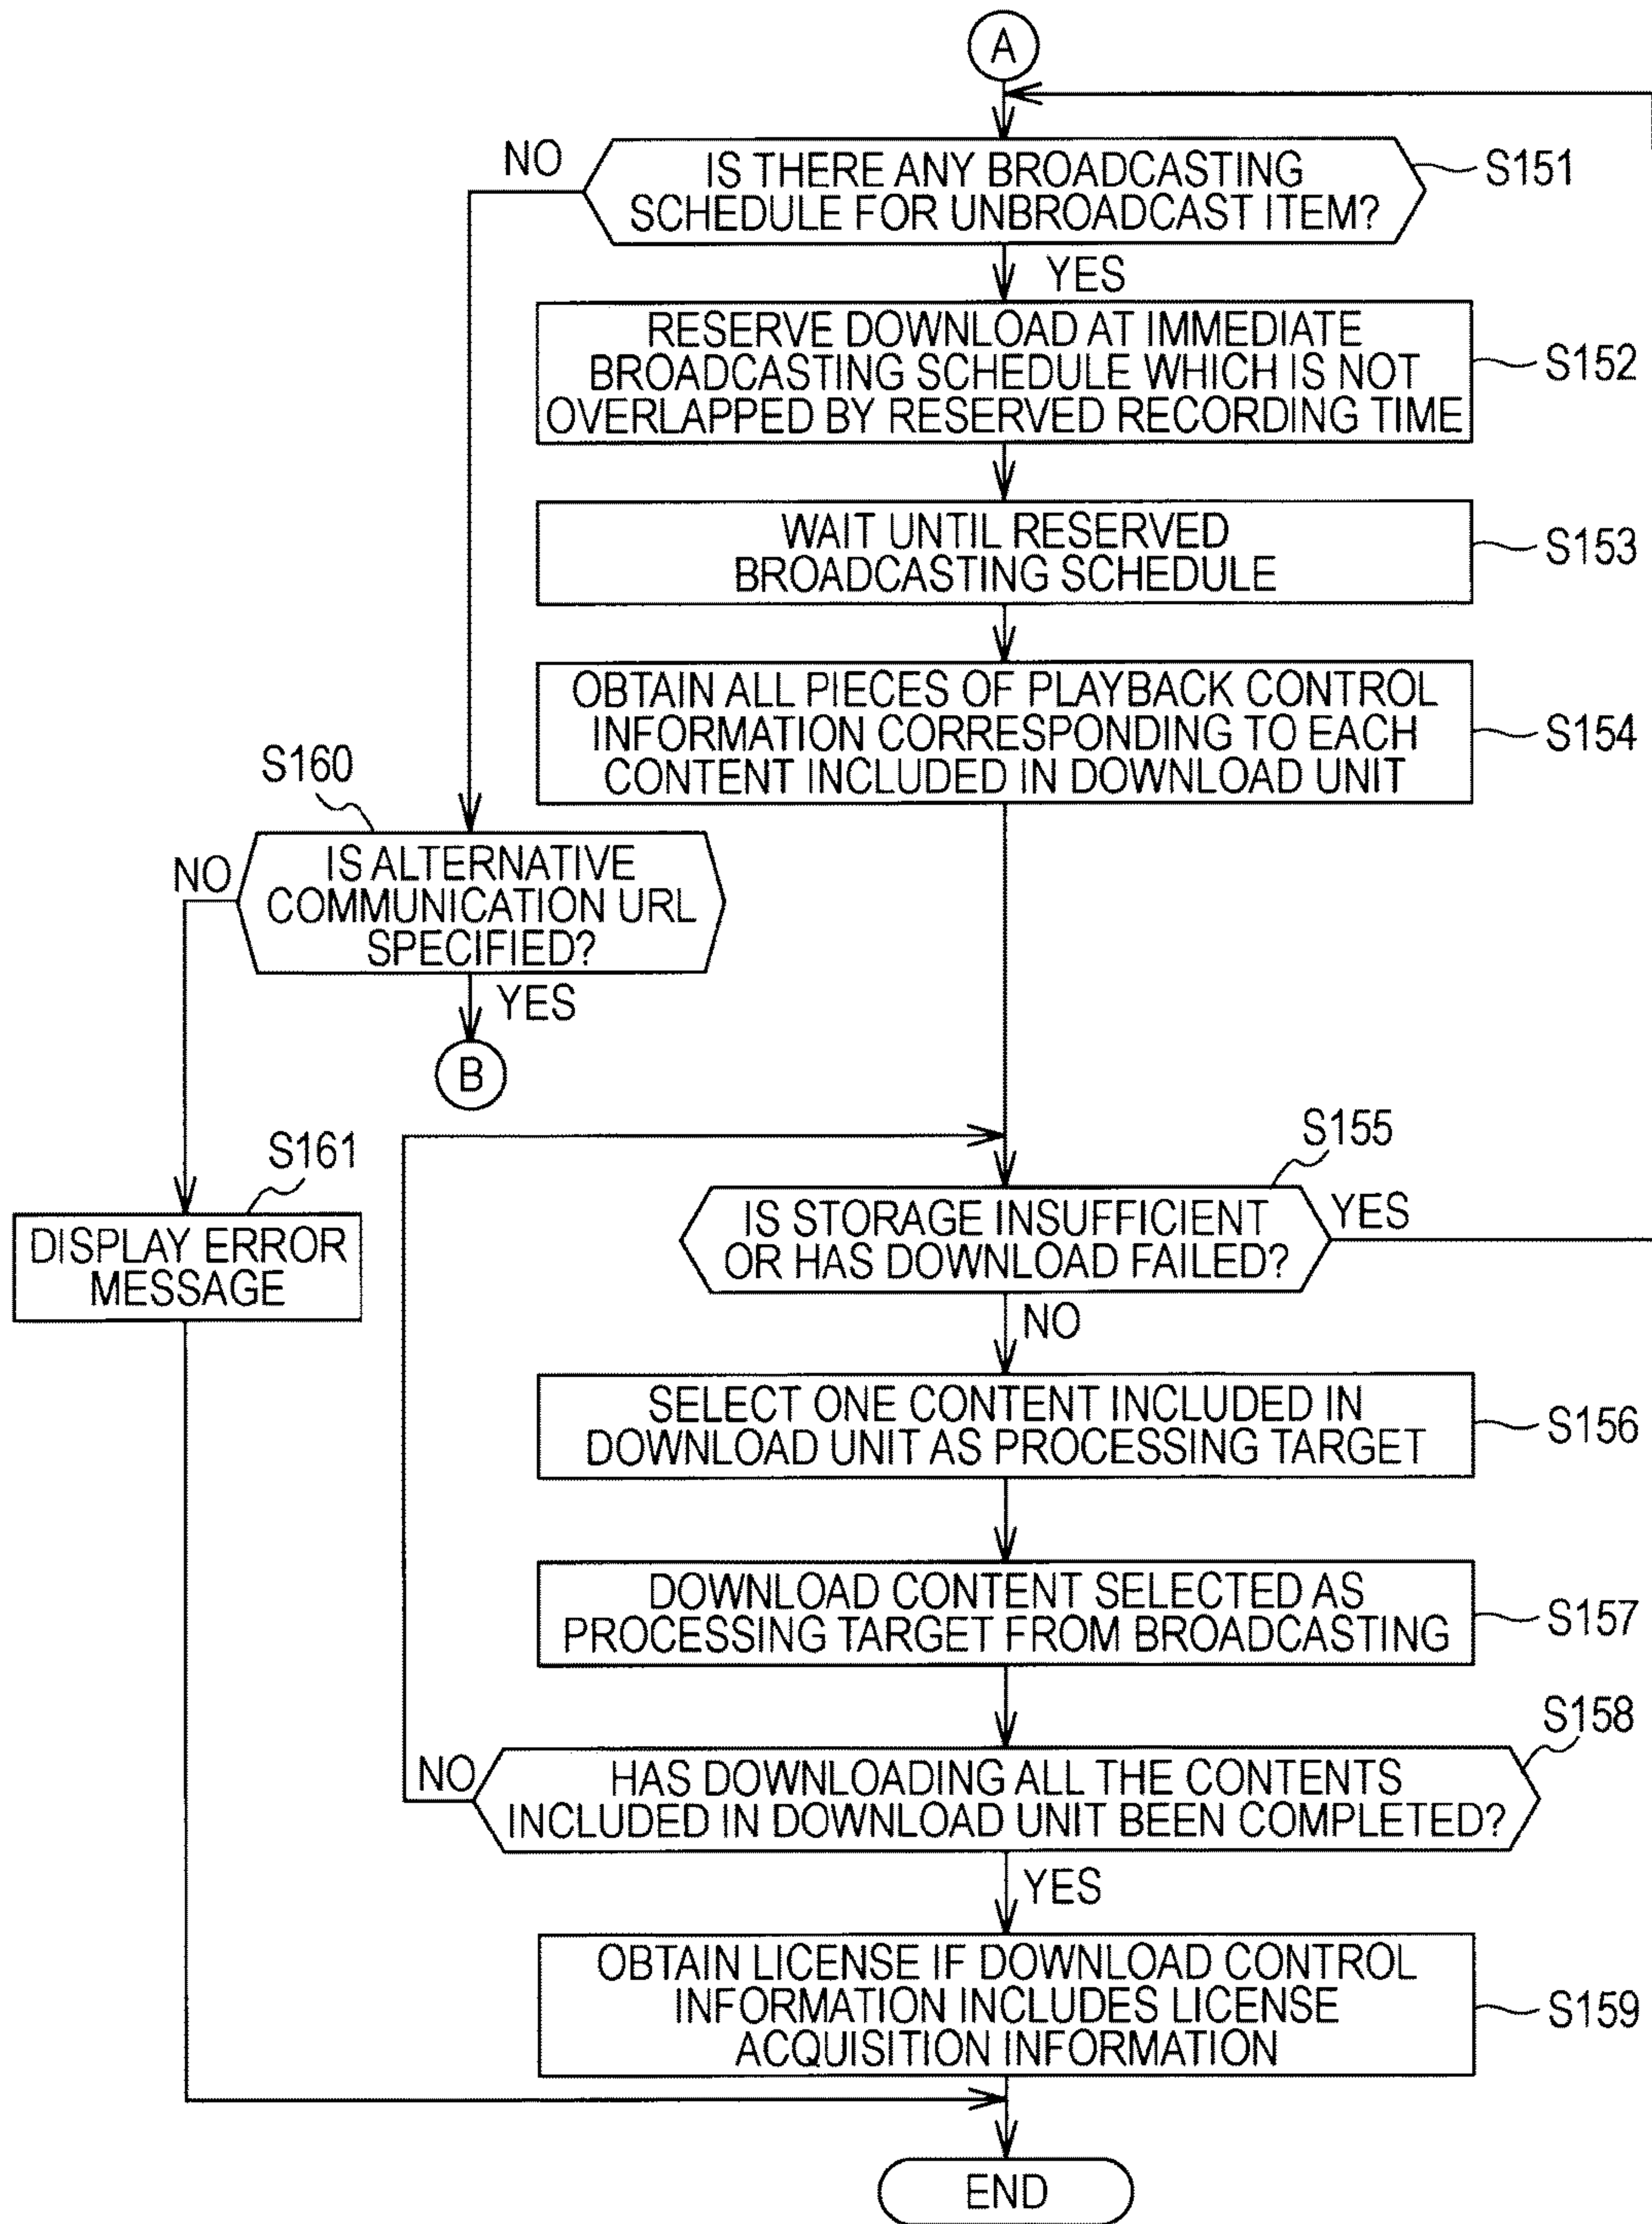 A
NO
IS THERE ANY BROADCASTING
SCHEDULE FOR UNBROADCAST ITEM?
S151
YES
RESERVE DOWNLOAD AT IMMEDIATE
BROADCASTING SCHEDULE WHICH IS NOT
OVERLAPPED BY RESERVED RECORDING TIME
S152
WAIT UNTIL RESERVED
BROADCASTING SCHEDULE
S153
OBTAIN ALL PIECES OF PLAYBACK CONTROL
INFORMATION CORRESPONDING TO EACH
CONTENT INCLUDED IN DOWNLOAD UNIT
S154
S160
NO
IS ALTERNATIVE
COMMUNICATION URL
SPECIFIED?
YES
B
S161
DISPLAY ERROR
MESSAGE
S155
IS STORAGE INSUFFICIENT
OR HAS DOWNLOAD FAILED?
YES
NO
SELECT ONE CONTENT INCLUDED IN
DOWNLOAD UNIT AS PROCESSING TARGET
S156
DOWNLOAD CONTENT SELECTED AS
PROCESSING TARGET FROM BROADCASTING
S157
S158
NO
HAS DOWNLOADING ALL THE CONTENTS
INCLUDED IN DOWNLOAD UNIT BEEN COMPLETED?
YES
OBTAIN LICENSE IF DOWNLOAD CONTROL
INFORMATION INCLUDES LICENSE
ACQUISITION INFORMATION
S159
END